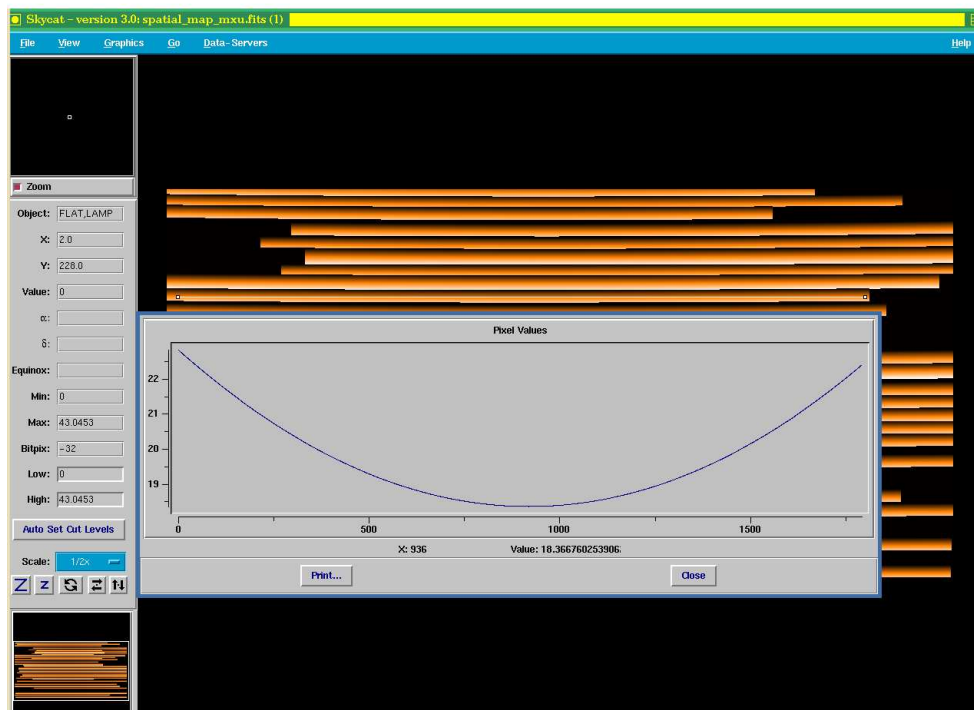 Skycat - version 3.0: spatial_map_mxu.fits (1)
File View Graphics Go Data-Servers Help
Zoom
Object: FLAT,LAMP
X: 2.0
Y: 228.0
Value: 0
α:
δ:
Equinox:
Min: 0
Max: 43.0453
Bitpix: -32
Low: 0
High: 43.0453
Auto Set Cut Levels
Scale: 1/2x
Z z
Pixel Values
22
21
20
19
0 500 1000 1500
X: 936 Value: 18.366760253906
Print... Close